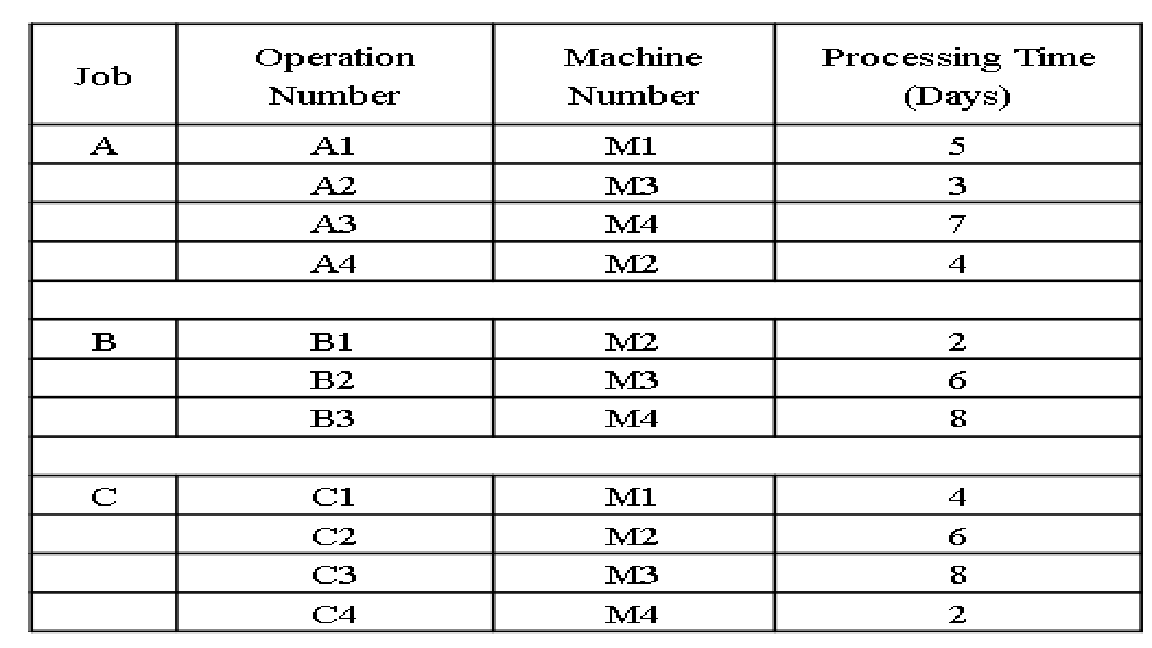 Job Operation Number Machine Number Processing Time (Days)
A A1 M1 5
A2 M3 3
A3 M4 7
A4 M2 4
B B1 M2 2
B2 M3 6
B3 M4 8
C C1 M1 4
C2 M2 6
C3 M3 8
C4 M4 2